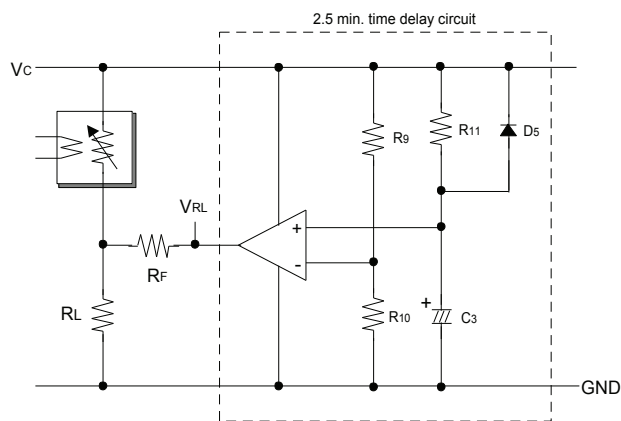 2.5 min. time delay circuit
VC
R9
R11
D5
VRL
+
-
RF
RL
R10
+
C3
GND